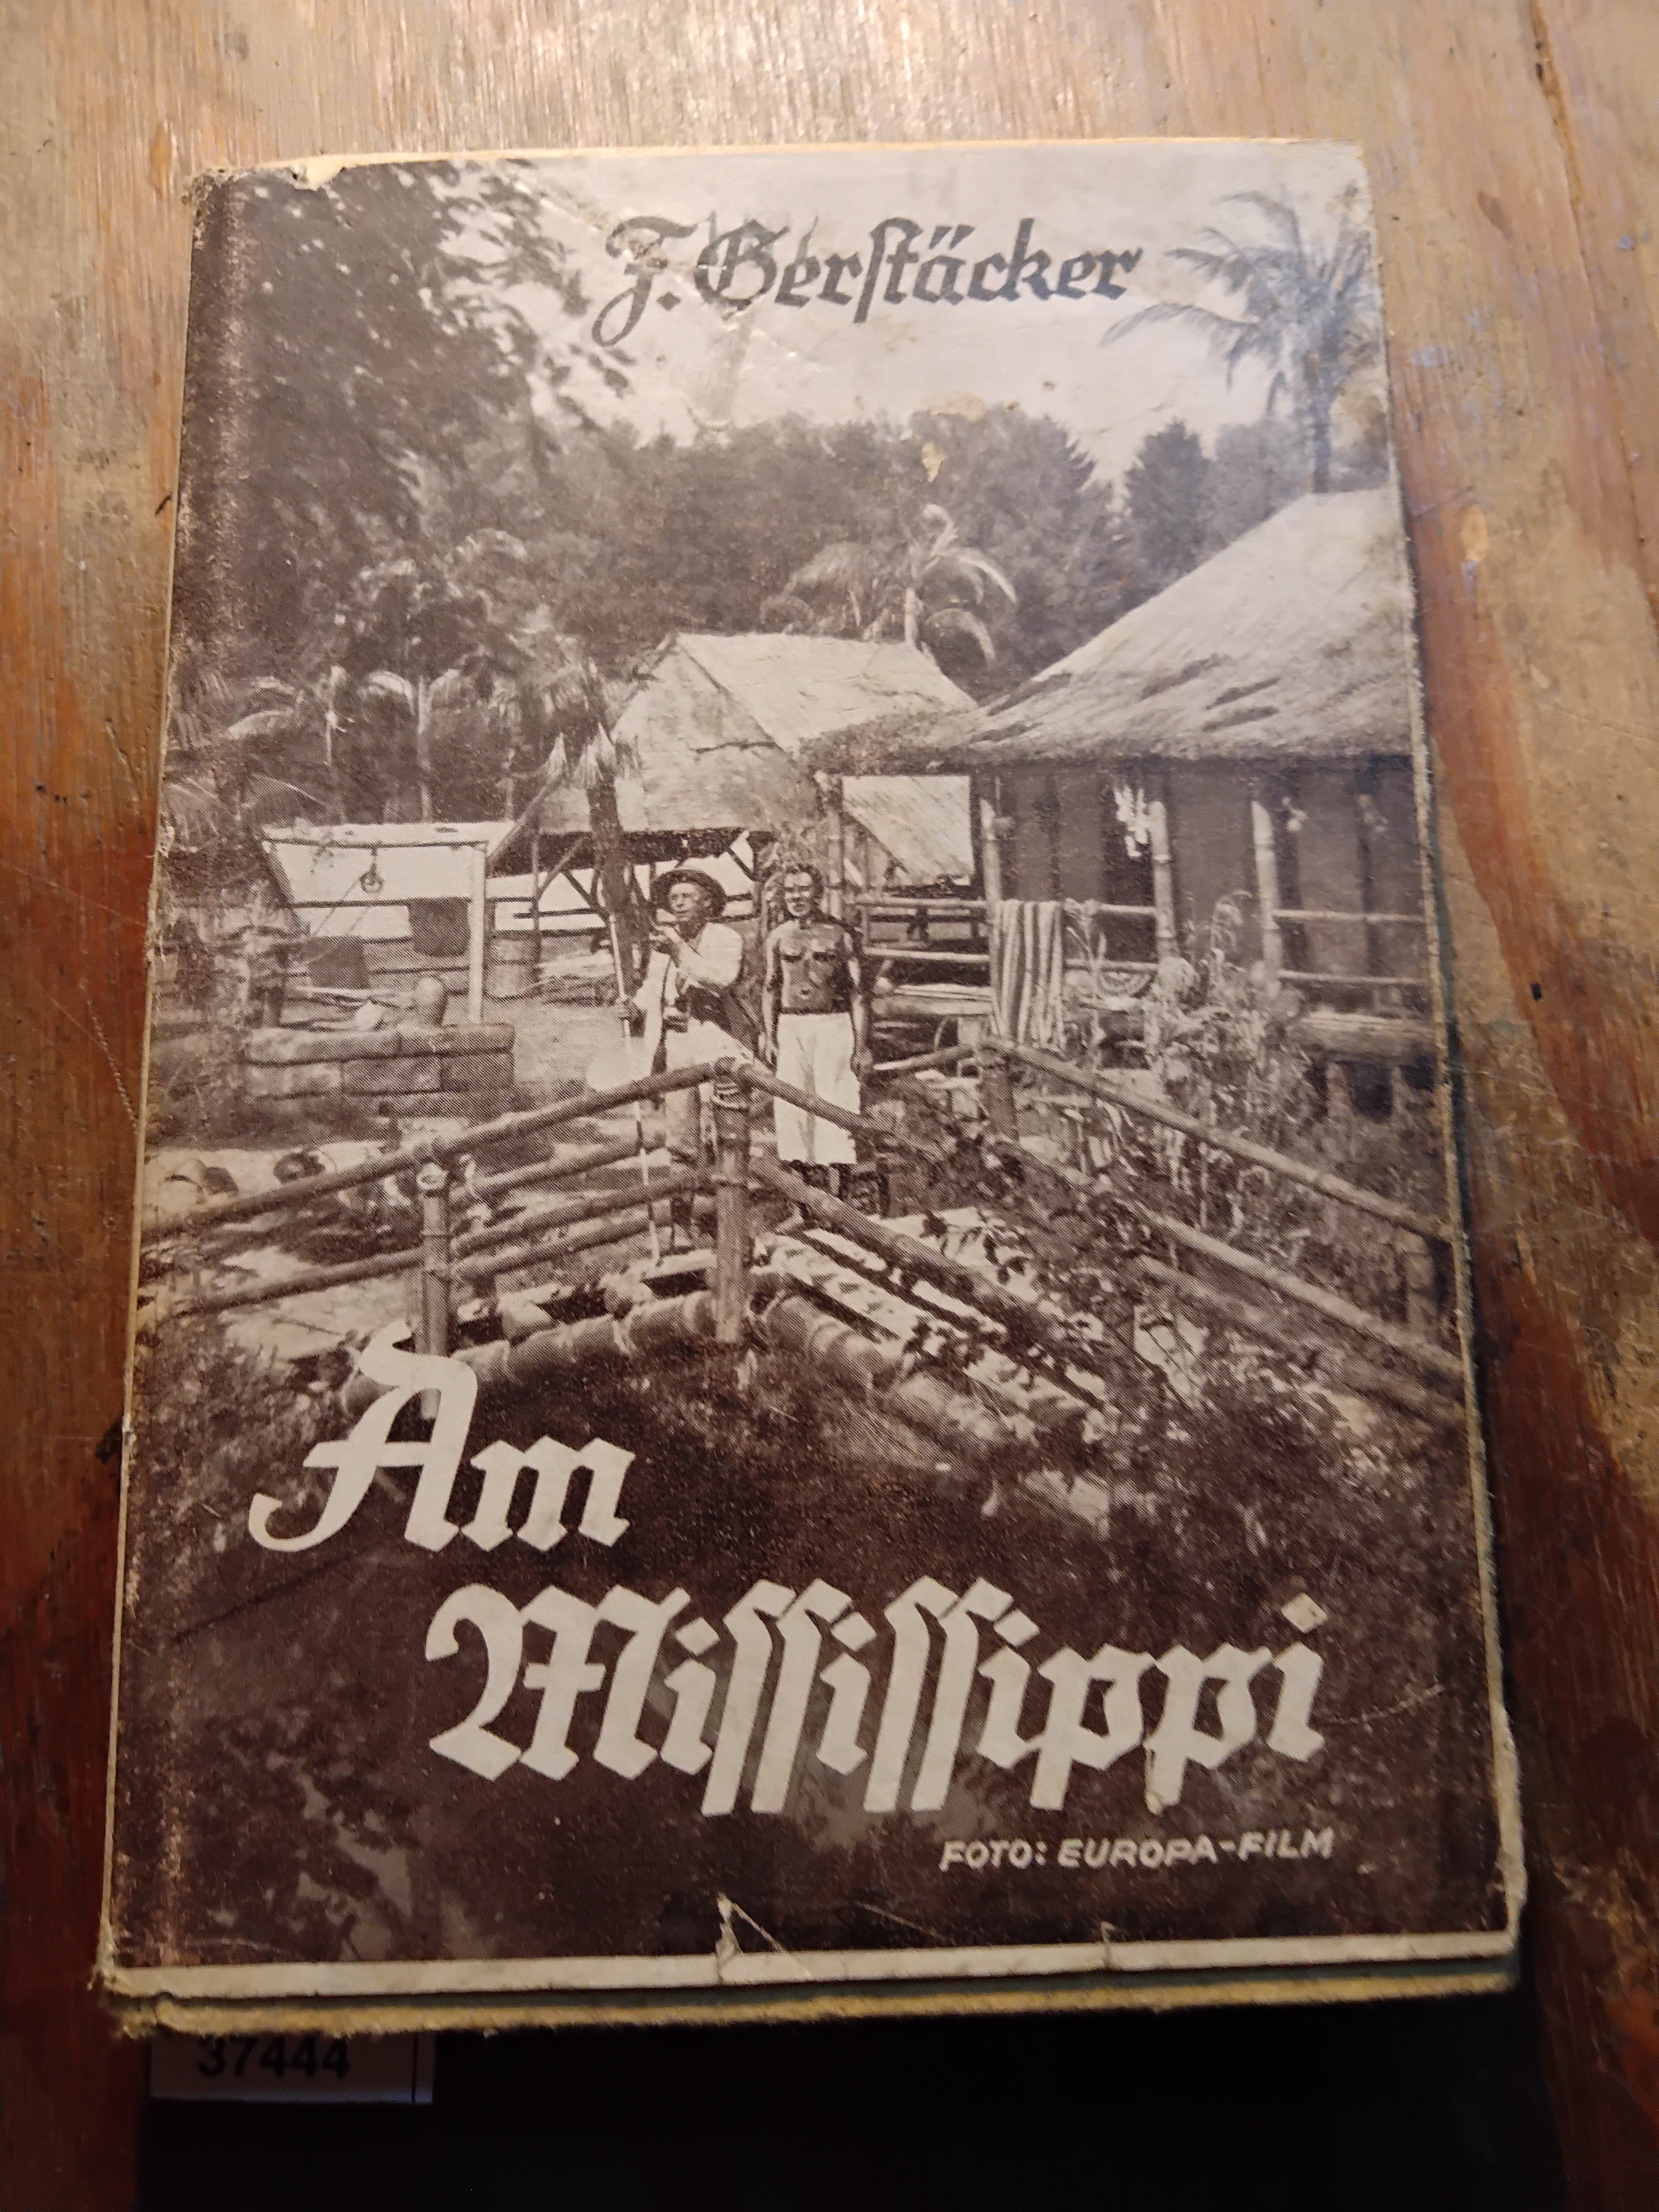 F. Gerstäcker
Am
Mississippi
FOTO: EUROPA-FILM
37444